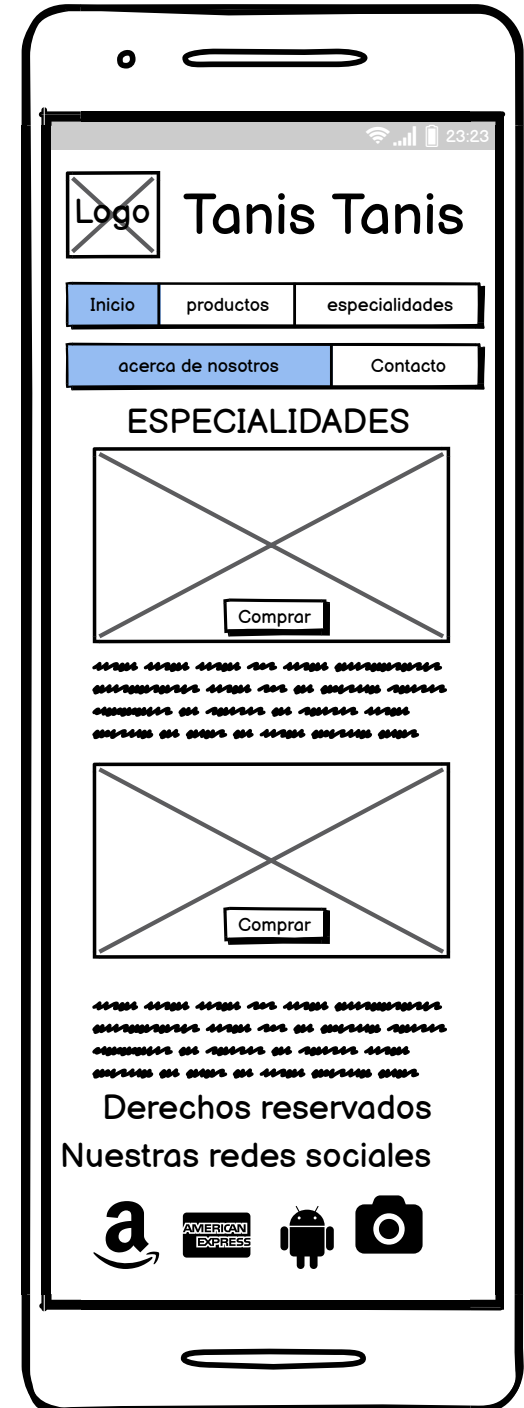 23:23
Logo
Tanis Tanis
Inicio productos especialidades
acerca de nosotros Contacto
ESPECIALIDADES
Comprar
Comprar
Derechos reservados
Nuestras redes sociales
a
AMERICAN
EXPRESS